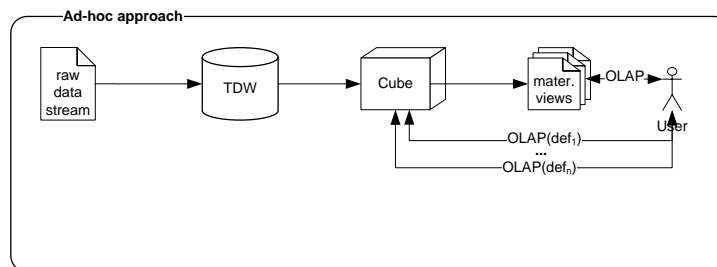 Ad-hoc approach
raw
data
stream
TDW
Cube
mater.
views
OLAP
User
OLAP(def₁)
...
OLAP(defₙ)